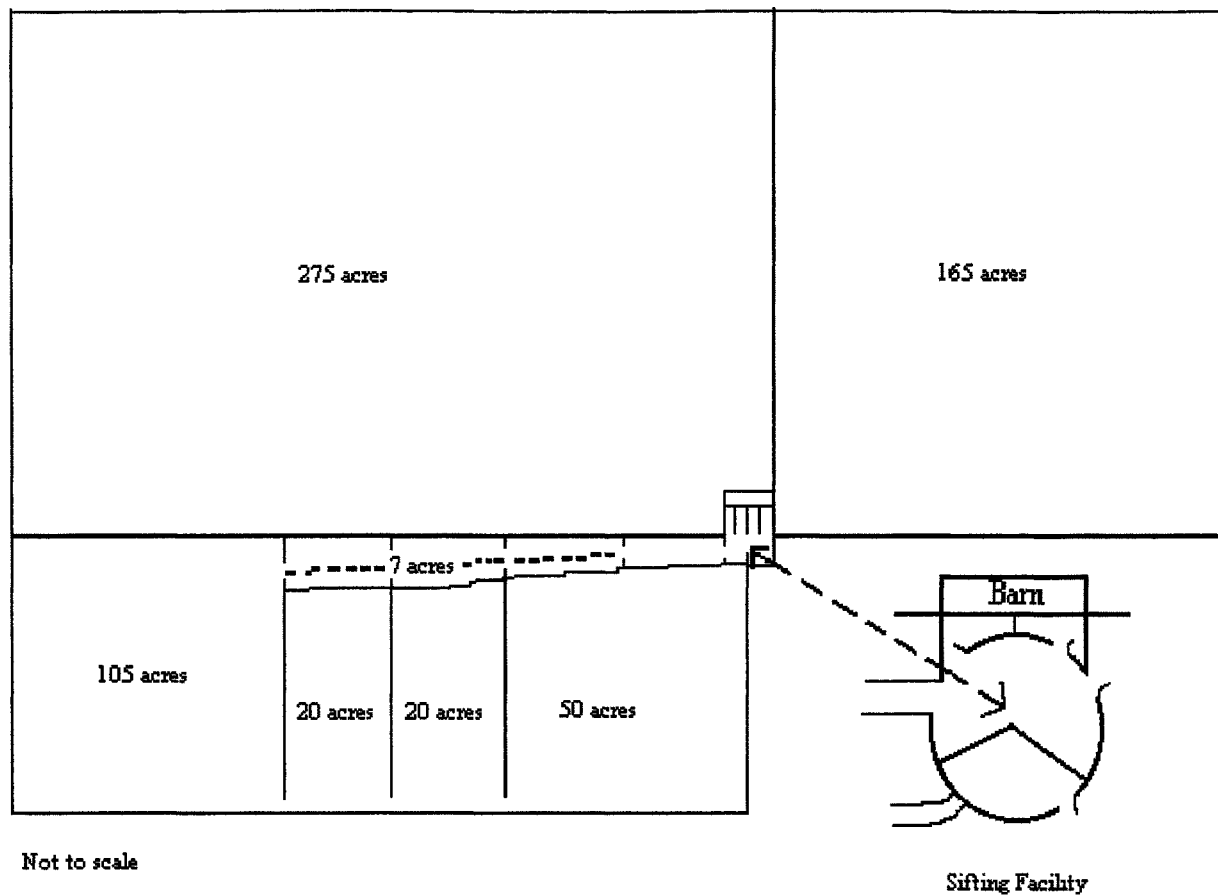 275 acres
165 acres
7 acres
Barn
105 acres
20 acres
20 acres
50 acres
Not to scale
Sifting Facility